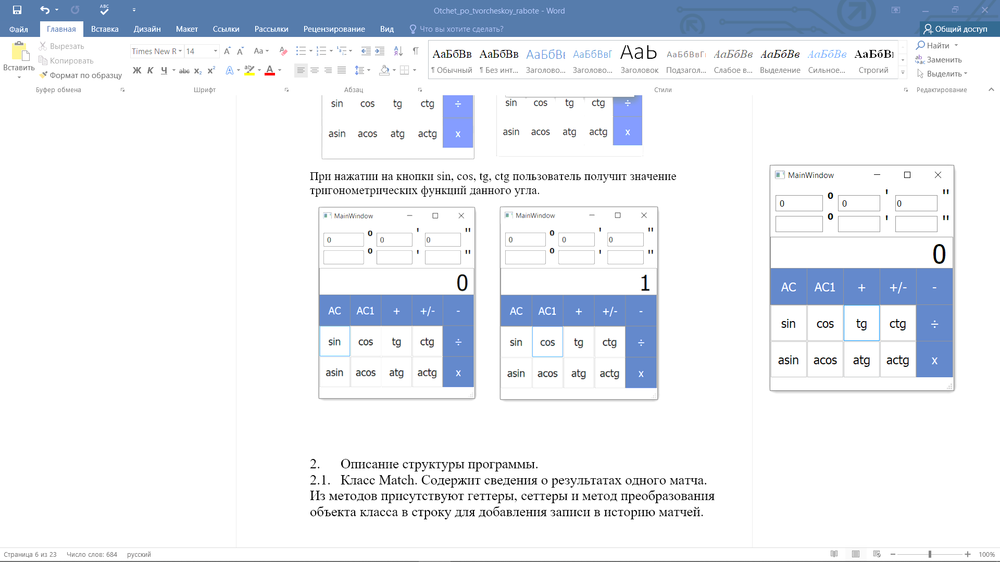 Otchet_po_tvorcheskoy_rabote - Word
Файл Главная Вставка Дизайн Макет Ссылки Рассылки Рецензирование Вид Что вы хотите сделать? Общий доступ
Вставить
Вырезать
Копировать
Формат по образцу
Буфер обмена
Times New R 14
Ж К Ч abc x₂ x²
Шрифт
Абзац
АаБбВв АаБбВв АаБбВ АаБбВвГ АаЬ АаБбВвГ АаБбВв АаБбВв АаБбВв АаБбВ
¶ Обычный ¶ Без инт... Заголово... Заголово... Заголовок Подзагол... Слабое в... Выделение Сильное... Строгий
Стили
Найти
Заменить
Выделить
Редактирование
sin cos tg ctg ÷
asin acos atg actg x
sin cos tg ctg ÷
asin acos atg actg x
При нажатии на кнопки sin, cos, tg, ctg пользователь получит значение
тригонометрических функций данного угла.
MainWindow
0 o 0 ' 0 "
o ' "
0
AC AC1 + +/- -
sin cos tg ctg ÷
asin acos atg actg x
MainWindow
0 o 0 ' 0 "
o ' "
1
AC AC1 + +/- -
sin cos tg ctg ÷
asin acos atg actg x
MainWindow
0 o 0 ' 0 "
o ' "
0
AC AC1 + +/- -
sin cos tg ctg ÷
asin acos atg actg x
2. Описание структуры программы.
2.1. Класс Match. Содержит сведения о результатах одного матча.
Из методов присутствуют геттеры, сеттеры и метод преобразования
объекта класса в строку для добавления записи в историю матчей.
Страница 6 из 23 Число слов: 684 русский 100%